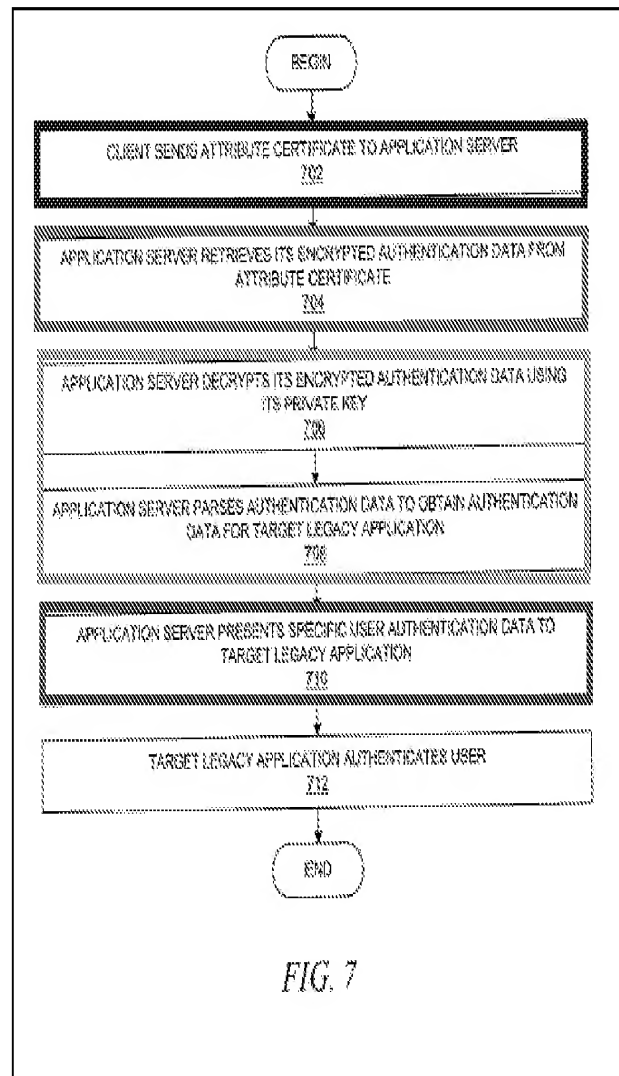 BEGIN
CLIENT SENDS ATTRIBUTE CERTIFICATE TO APPLICATION SERVER
702
APPLICATION SERVER RETRIEVES ITS ENCRYPTED AUTHENTICATION DATA FROM
ATTRIBUTE CERTIFICATE
704
APPLICATION SERVER DECRYPTS ITS ENCRYPTED AUTHENTICATION DATA USING
ITS PRIVATE KEY
706
APPLICATION SERVER PARSES AUTHENTICATION DATA TO OBTAIN AUTHENTICATION
DATA FOR TARGET LEGACY APPLICATION
708
APPLICATION SERVER PRESENTS SPECIFIC USER AUTHENTICATION DATA TO
TARGET LEGACY APPLICATION
710
TARGET LEGACY APPLICATION AUTHENTICATES USER
712
END
FIG. 7